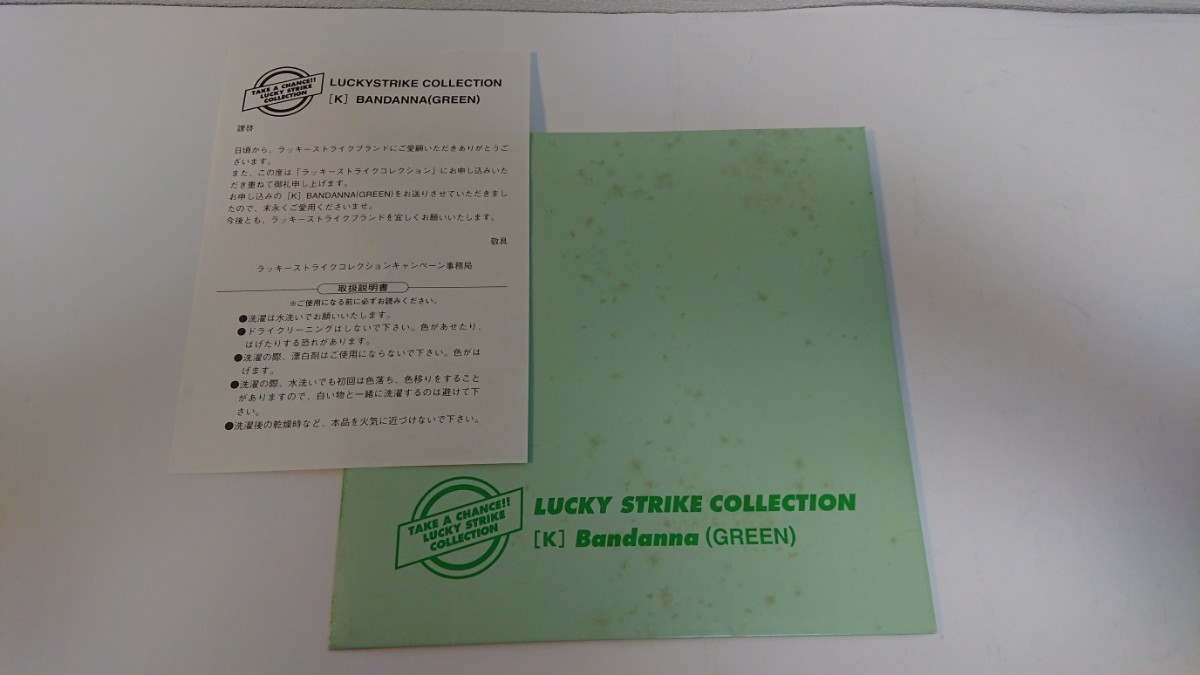 TAKE A CHANCE!!
LUCKY STRIKE
COLLECTION
LUCKYSTRIKE COLLECTION
[K] BANDANNA(GREEN)
謹啓
日頃から、ラッキーストライクブランドにご愛顧いただきありがとうご
ざいます。
また、この度は「ラッキーストライクコレクション」にお申し込みいた
だき重ねて御礼申し上げます。
お申し込みの[K] BANDANNA(GREEN)をお送りさせていただきまし
たので、末永くご愛用くださいませ。
今後とも、ラッキーストライクブランドを宜しくお願いいたします。
敬具
ラッキーストライクコレクションキャンペーン事務局
取扱説明書
※ご使用になる前に必ずお読みください。
●洗濯は水洗いでお願いいたします。
●ドライクリーニングはしないで下さい。色があせたり、
はげたりする恐れがあります。
●洗濯の際、漂白剤はご使用にならないで下さい。色がは
げます。
●洗濯の際、水洗いでも初回は色落ち、色移りをすること
がありますので、白い物と一緒に洗濯するのは避けて下
さい。
●洗濯後の乾燥時など、本品を火気に近づけないで下さい。
TAKE A CHANCE!!
LUCKY STRIKE
COLLECTION
LUCKY STRIKE COLLECTION
[K] Bandanna (GREEN)